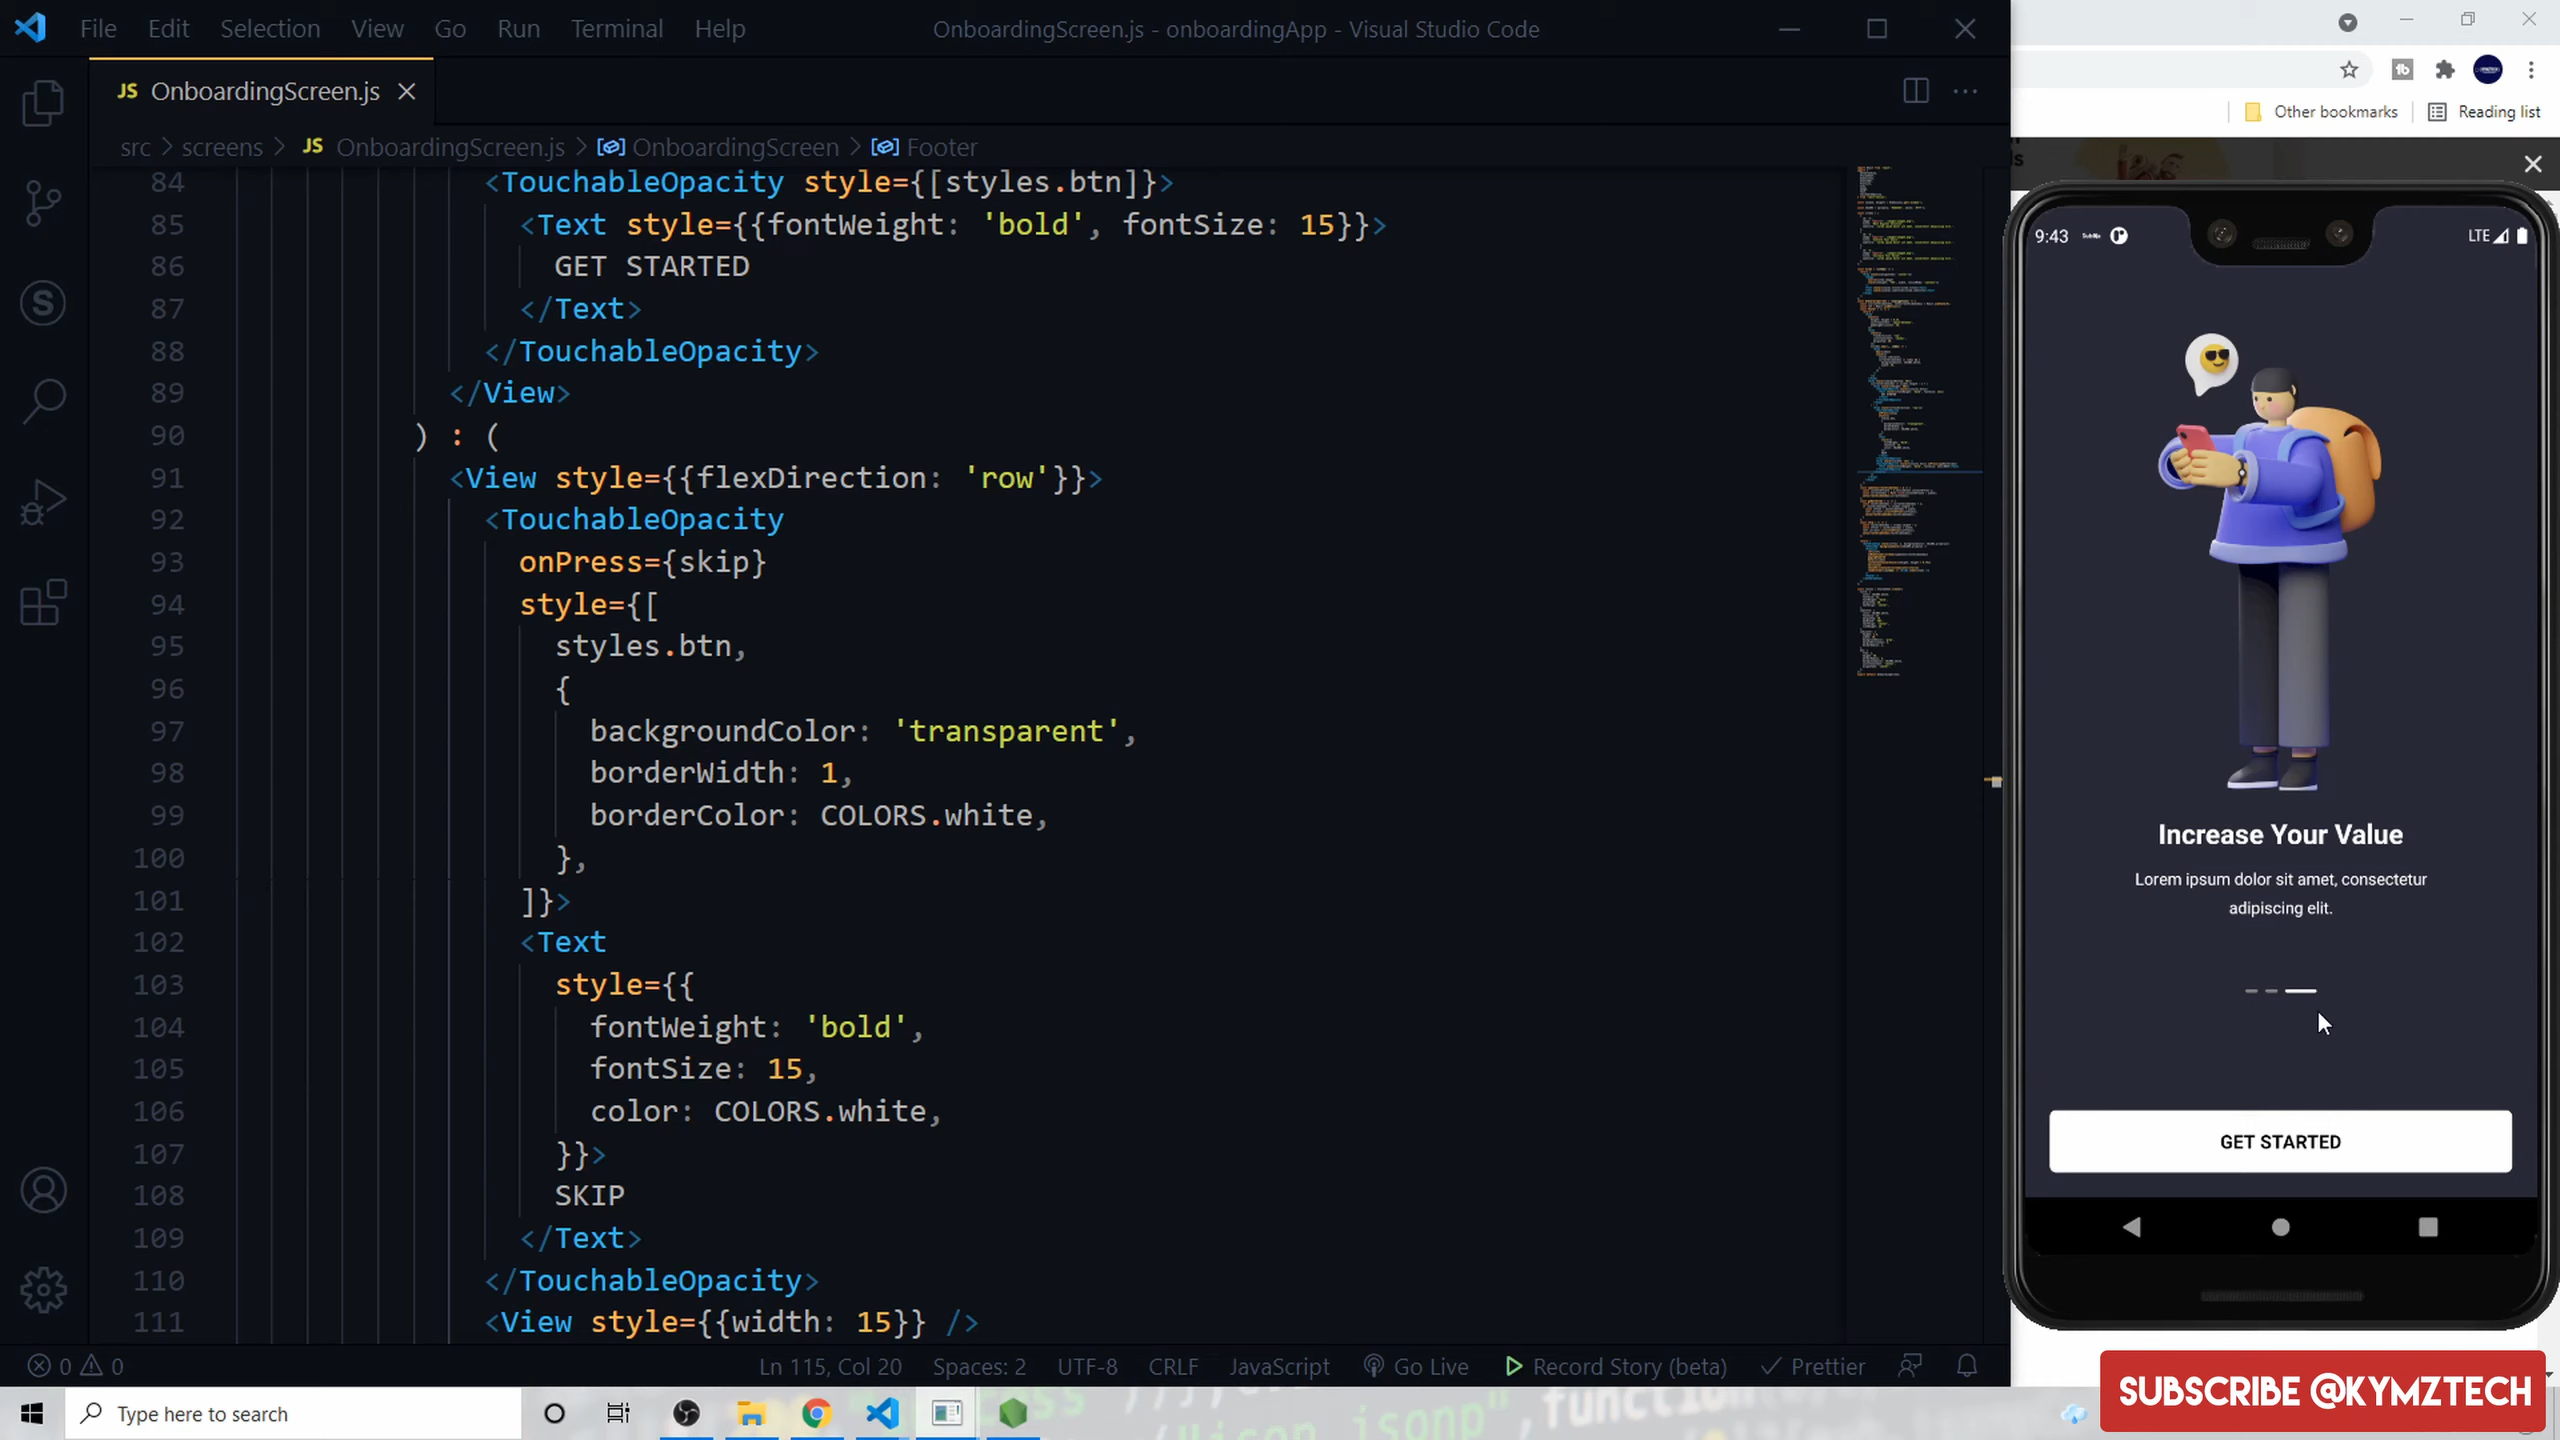 File Edit Selection View Go Run Terminal Help
OnboardingScreen.js - onboardingApp - Visual Studio Code
JS OnboardingScreen.js
src > screens > JS OnboardingScreen.js > OnboardingScreen > Footer
84 <TouchableOpacity style={[styles.btn]}>
85 <Text style={{fontWeight: 'bold', fontSize: 15}}>
86 GET STARTED
87 </Text>
88 </TouchableOpacity>
89 </View>
90 ) : (
91 <View style={{flexDirection: 'row'}}>
92 <TouchableOpacity
93 onPress={skip}
94 style={[
95 styles.btn,
96 {
97 backgroundColor: 'transparent',
98 borderWidth: 1,
99 borderColor: COLORS.white,
100 },
101 ]}>
102 <Text
103 style={{
104 fontWeight: 'bold',
105 fontSize: 15,
106 color: COLORS.white,
107 }}>
108 SKIP
109 </Text>
110 </TouchableOpacity>
111 <View style={{width: 15}} />
0 0
Ln 115, Col 20 Spaces: 2 UTF-8 CRLF JavaScript Go Live Record Story (beta) Prettier
Type here to search
Other bookmarks Reading list
9:43 LTE
Increase Your Value
Lorem ipsum dolor sit amet, consectetur
adipiscing elit.
GET STARTED
SUBSCRIBE @KYMZTECH